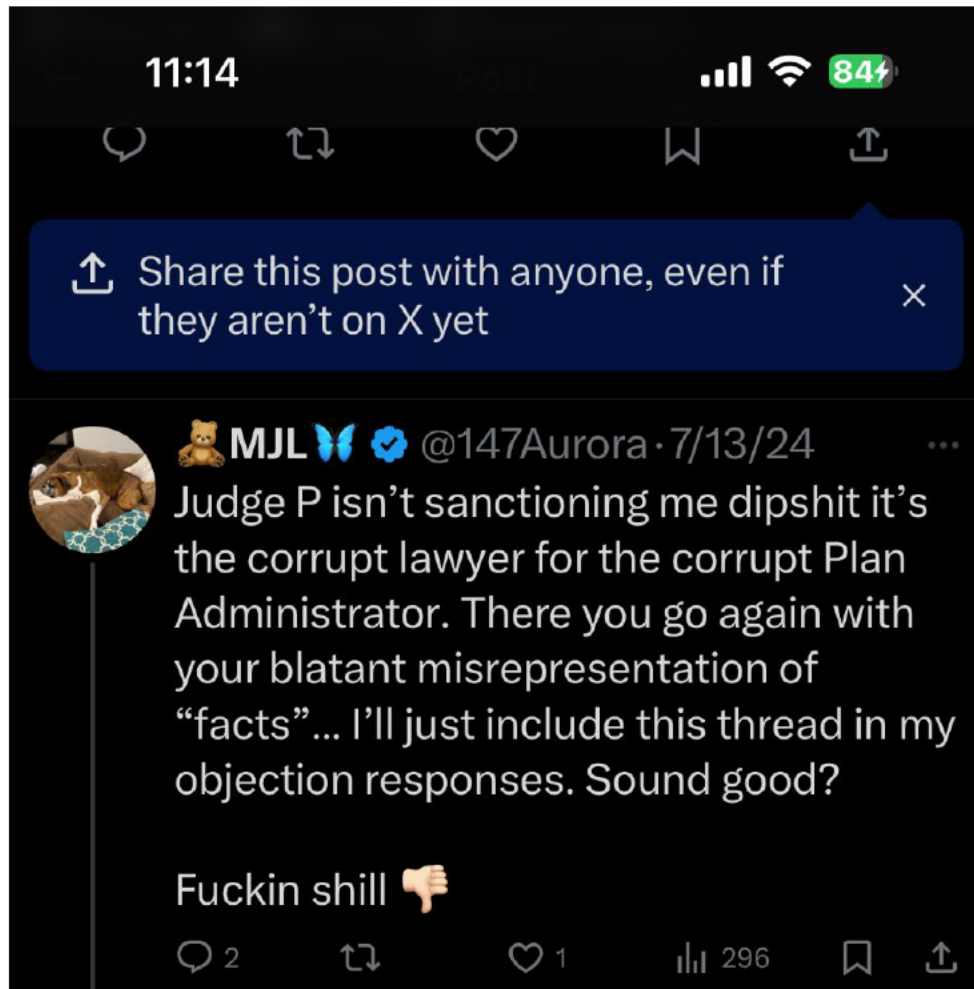 11:14
84
Post
Share this post with anyone, even if
they aren’t on X yet
🧸MJL🦋 @147Aurora · 7/13/24
Judge P isn’t sanctioning me dipshit it’s
the corrupt lawyer for the corrupt Plan
Administrator. There you go again with
your blatant misrepresentation of
“facts”... I’ll just include this thread in my
objection responses. Sound good?
Fuckin shill 👎🏻
2
1
296